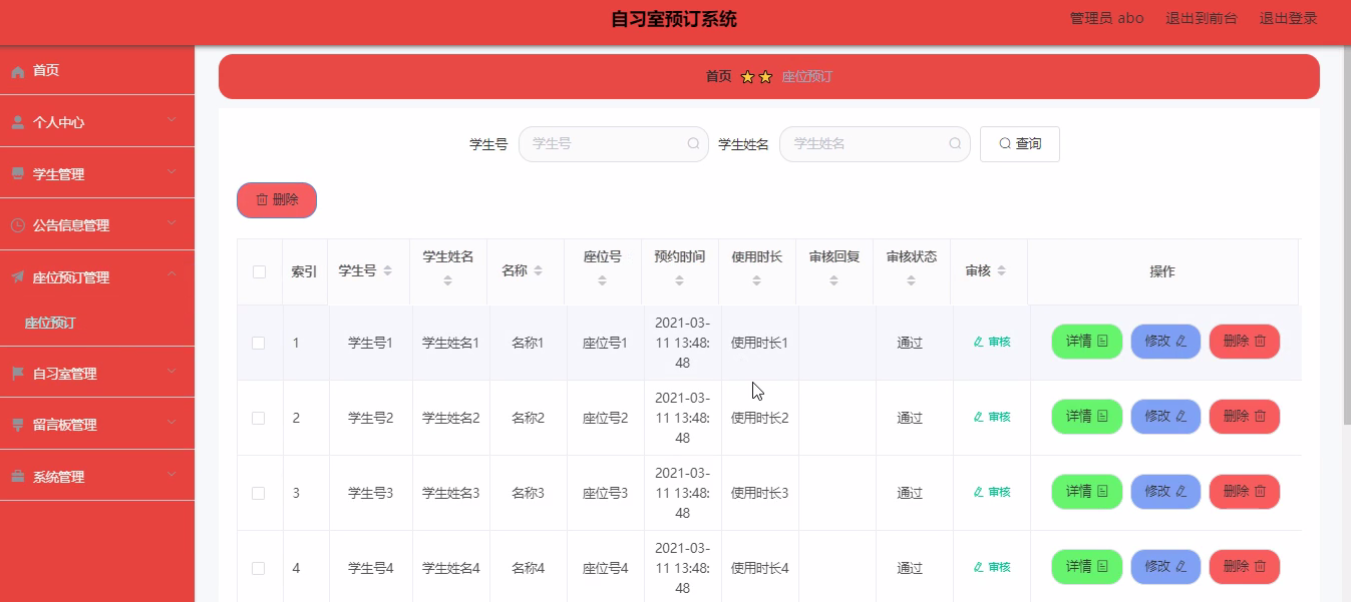 自习室预订系统
管理员 abo 退出到前台 退出登录
首页
个人中心
学生管理
公告信息管理
座位预订管理
座位预订
自习室管理
留言板管理
系统管理
首页 座位预订
学生号 学生号 学生姓名 学生姓名 查询
删除
索引 学生号 学生姓名 名称 座位号 预约时间 使用时长 审核回复 审核状态 审核 操作
1 学生号1 学生姓名1 名称1 座位号1 2021-03-11 13:48:48 使用时长1 通过 审核 详情 修改 删除
2 学生号2 学生姓名2 名称2 座位号2 2021-03-11 13:48:48 使用时长2 通过 审核 详情 修改 删除
3 学生号3 学生姓名3 名称3 座位号3 2021-03-11 13:48:48 使用时长3 通过 审核 详情 修改 删除
4 学生号4 学生姓名4 名称4 座位号4 2021-03-11 13:48:48 使用时长4 通过 审核 详情 修改 删除